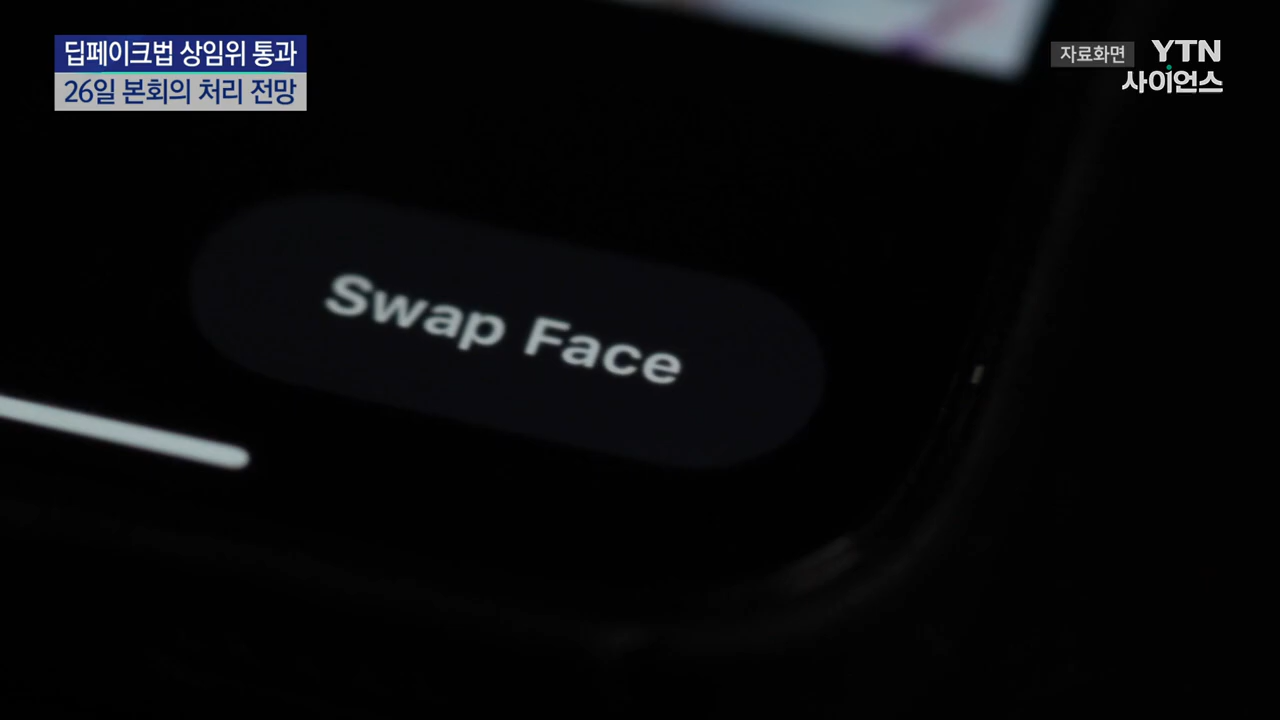 딥페이크법 상임위 통과
26일 본회의 처리 전망
자료화면
YTN
사이언스
Swap Face